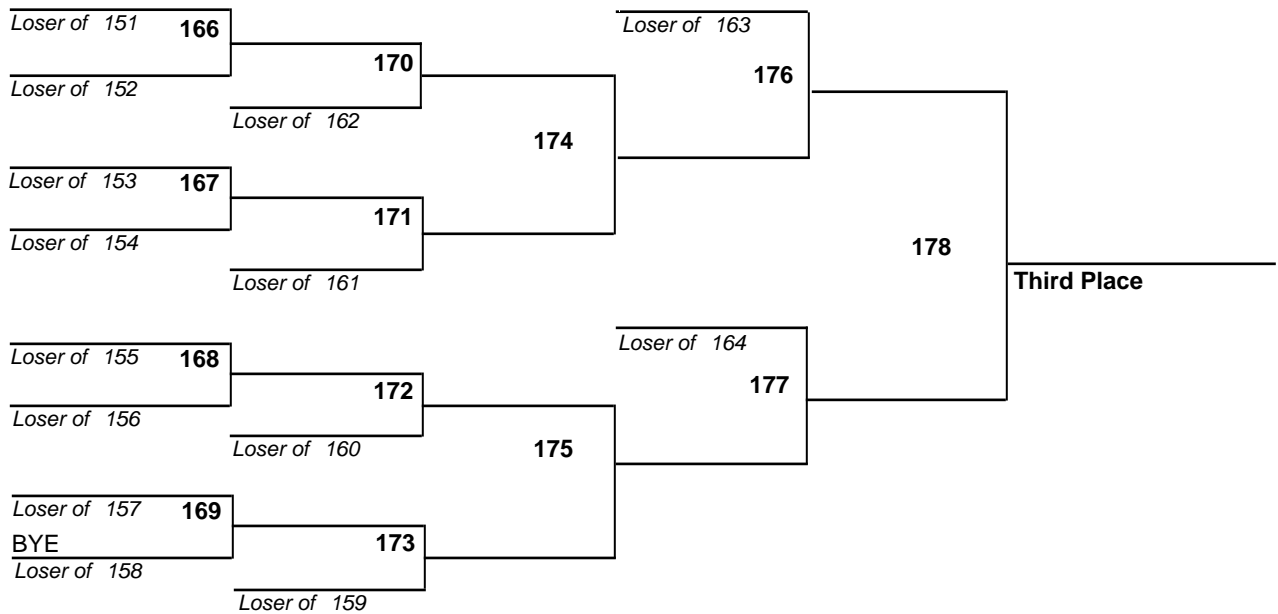 Loser of 151
166
Loser of 152
170
Loser of 162
Loser of 153
167
Loser of 154
171
Loser of 161
174
Loser of 163
176
Loser of 155
168
Loser of 156
172
Loser of 160
Loser of 157
169
BYE
Loser of 158
173
Loser of 159
175
Loser of 164
177
178
Third Place